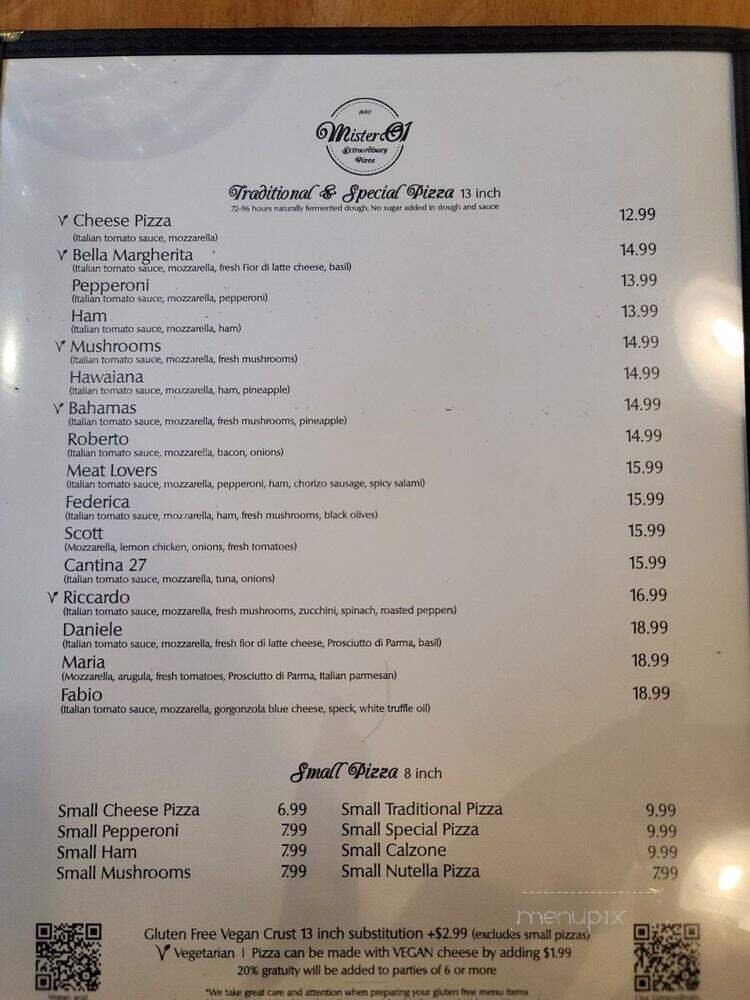 1660
Mister O1
Extraordinary
Pizza
Traditional & Special Pizza 13 inch
72-96 hours naturally fermented dough. No sugar added in dough and sauce
V Cheese Pizza 12.99
(Italian tomato sauce, mozzarella)
V Bella Margherita 14.99
(Italian tomato sauce, mozzarella, fresh Fior di latte cheese, basil)
Pepperoni 13.99
(Italian tomato sauce, mozzarella, pepperoni)
Ham 13.99
(Italian tomato sauce, mozzarella, ham)
V Mushrooms 14.99
(Italian tomato sauce, mozzarella, fresh mushrooms)
Hawaiana 14.99
(Italian tomato sauce, mozzarella, ham, pineapple)
V Bahamas 14.99
(Italian tomato sauce, mozzarella, fresh mushrooms, pineapple)
Roberto 14.99
(Italian tomato sauce, mozzarella, bacon, onions)
Meat Lovers 15.99
(Italian tomato sauce, mozzarella, pepperoni, ham, chorizo sausage, spicy salami)
Federica 15.99
(Italian tomato sauce, mozzarella, ham, fresh mushrooms, black olives)
Scott 15.99
(Mozzarella, lemon chicken, onions, fresh tomatoes)
Cantina 27 15.99
(Italian tomato sauce, mozzarella, tuna, onions)
V Riccardo 16.99
(Italian tomato sauce, mozzarella, fresh mushrooms, zucchini, spinach, roasted peppers)
Daniele 18.99
(Italian tomato sauce, mozzarella, fresh fior di latte cheese, Prosciutto di Parma, basil)
Maria 18.99
(Mozzarella, arugula, fresh tomatoes, Prosciutto di Parma, Italian parmesan)
Fabio 18.99
(Italian tomato sauce, mozzarella, gorgonzola blue cheese, speck, white truffle oil)
Small Pizza 8 inch
Small Cheese Pizza 6.99 Small Traditional Pizza 9.99
Small Pepperoni 7.99 Small Special Pizza 9.99
Small Ham 7.99 Small Calzone 9.99
Small Mushrooms 7.99 Small Nutella Pizza 7.99
menupix
Gluten Free Vegan Crust 13 inch substitution +$2.99 (excludes small pizzas)
V Vegetarian | Pizza can be made with VEGAN cheese by adding $1.99
20% gratuity will be added to parties of 6 or more
Vegan and
*We take great care and attention when preparing your gluten free menu items